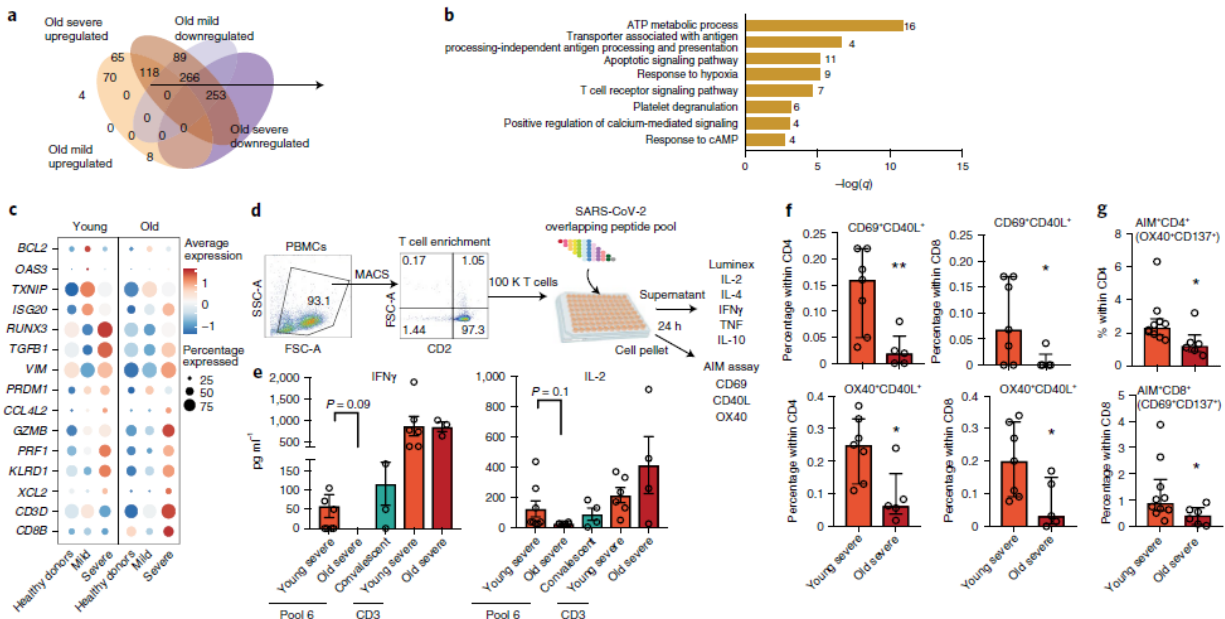 a
Old severe
upregulated
Old mild
downregulated
65
89
70
118
266
4
0
0
253
0
0
0
0
0
Old severe
downregulated
Old mild
upregulated
8
b
ATP metabolic process
16
Transporter associated with antigen
processing-independent antigen processing and presentation
4
Apoptotic signaling pathway
11
Response to hypoxia
9
T cell receptor signaling pathway
7
Platelet degranulation
6
Positive regulation of calcium-mediated signaling
4
Response to cAMP
4
0 5 10 15
–log(q)
c
Young Old
BCL2
OAS3
TXNIP
ISG20
RUNX3
TGFB1
VIM
PRDM1
CCL4L2
GZMB
PRF1
KLRD1
XCL2
CD3D
CD8B
Healthy donors
Mild
Severe
Healthy donors
Mild
Severe
Average
expression
1
0
−1
Percentage
expressed
25
50
75
d
PBMCs
SSC-A
93.1
FSC-A
MACS
T cell enrichment
0.17 1.05
FSC-A
1.44 97.3
CD2
100 K T cells
SARS-CoV-2
overlapping peptide pool
Supernatant
24 h
Cell pellet
Luminex
IL-2
IL-4
IFNγ
TNF
IL-10
AIM assay
CD69
CD40L
OX40
e
IFNγ
P = 0.09
pg ml⁻¹
2,000
1,500
1,000
500
150
100
50
0
Young severe
Old severe
Convalescent
Young severe
Old severe
Pool 6 CD3
IL-2
P = 0.1
1,000
800
600
400
200
0
Young severe
Old severe
Convalescent
Young severe
Old severe
Pool 6 CD3
f
CD69⁺CD40L⁺
Percentage within CD4
0.25
0.20
0.15
0.10
0.05
0
**
CD69⁺CD40L⁺
Percentage within CD8
0.25
0.20
0.15
0.10
0.05
0
*
OX40⁺CD40L⁺
Percentage within CD4
0.4
0.3
0.2
0.1
0
*
Young severe
Old severe
OX40⁺CD40L⁺
Percentage within CD8
0.4
0.3
0.2
0.1
0
*
Young severe
Old severe
g
AIM⁺CD4⁺
(OX40⁺CD137⁺)
% within CD4
8
6
4
2
0
*
AIM⁺CD8⁺
(CD69⁺CD137⁺)
Percentage within CD8
5
4
3
2
1
0
*
Young severe
Old severe